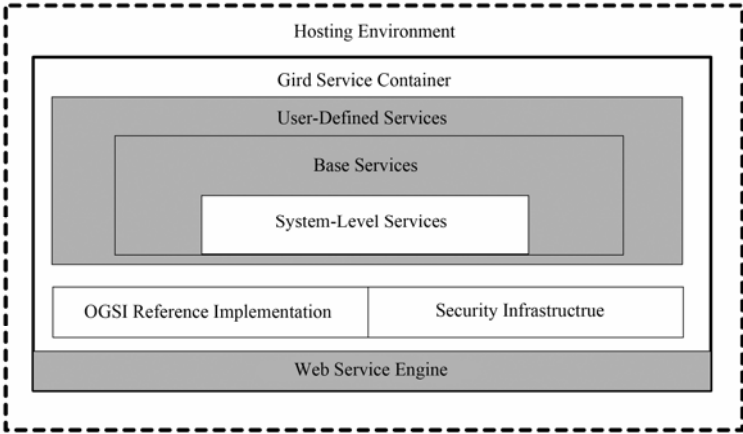 Hosting Environment
Gird Service Container
User-Defined Services
Base Services
System-Level Services
OGSI Reference Implementation
Security Infrastructrue
Web Service Engine